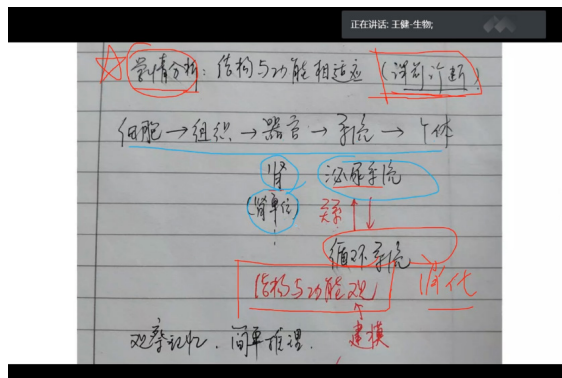 正在讲话: 王健-生物;
学情分析: 结构与功能相适应 (课前诊断)
细胞→组织→器官→系统→个体
肾 泌尿系统
(肾单位) 关系
循环系统
结构与功能观 消化
观察记忆、简单推理. 建模